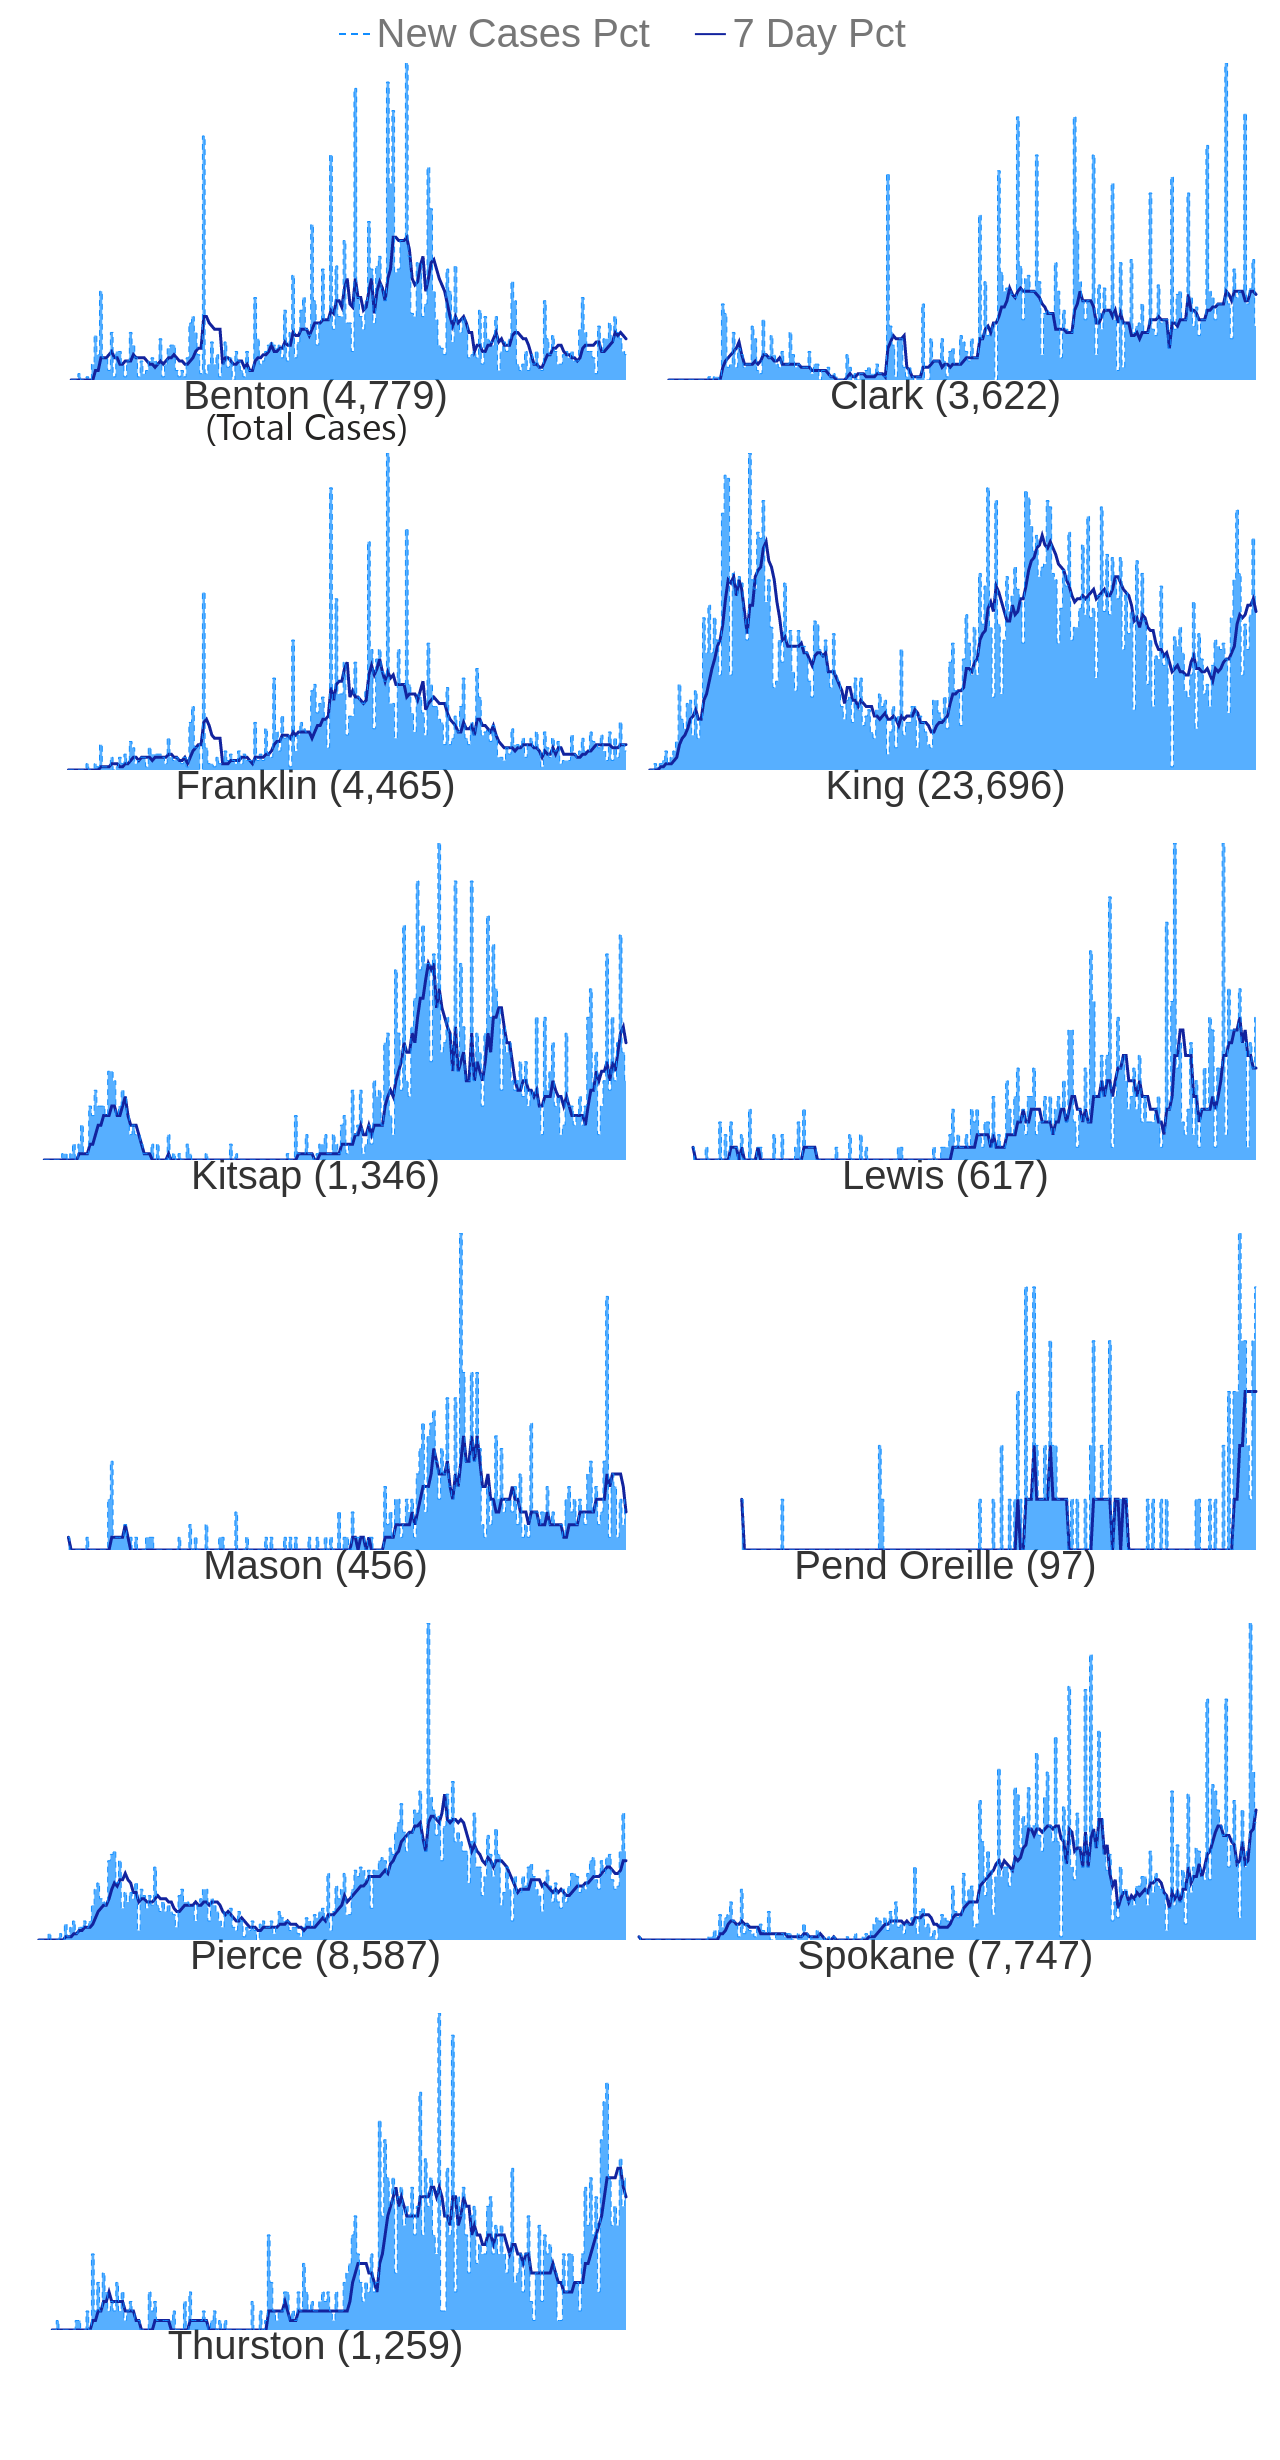 New Cases Pct 7 Day Pct
Benton (4,779) Clark (3,622)
(Total Cases)
Franklin (4,465) King (23,696)
Kitsap (1,346) Lewis (617)
Mason (456) Pend Oreille (97)
Pierce (8,587) Spokane (7,747)
Thurston (1,259)